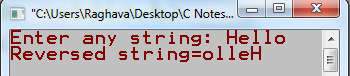 "C:\Users\Raghava\Desktop\C Notes...
Enter any string: Hello
Reversed string=olleH